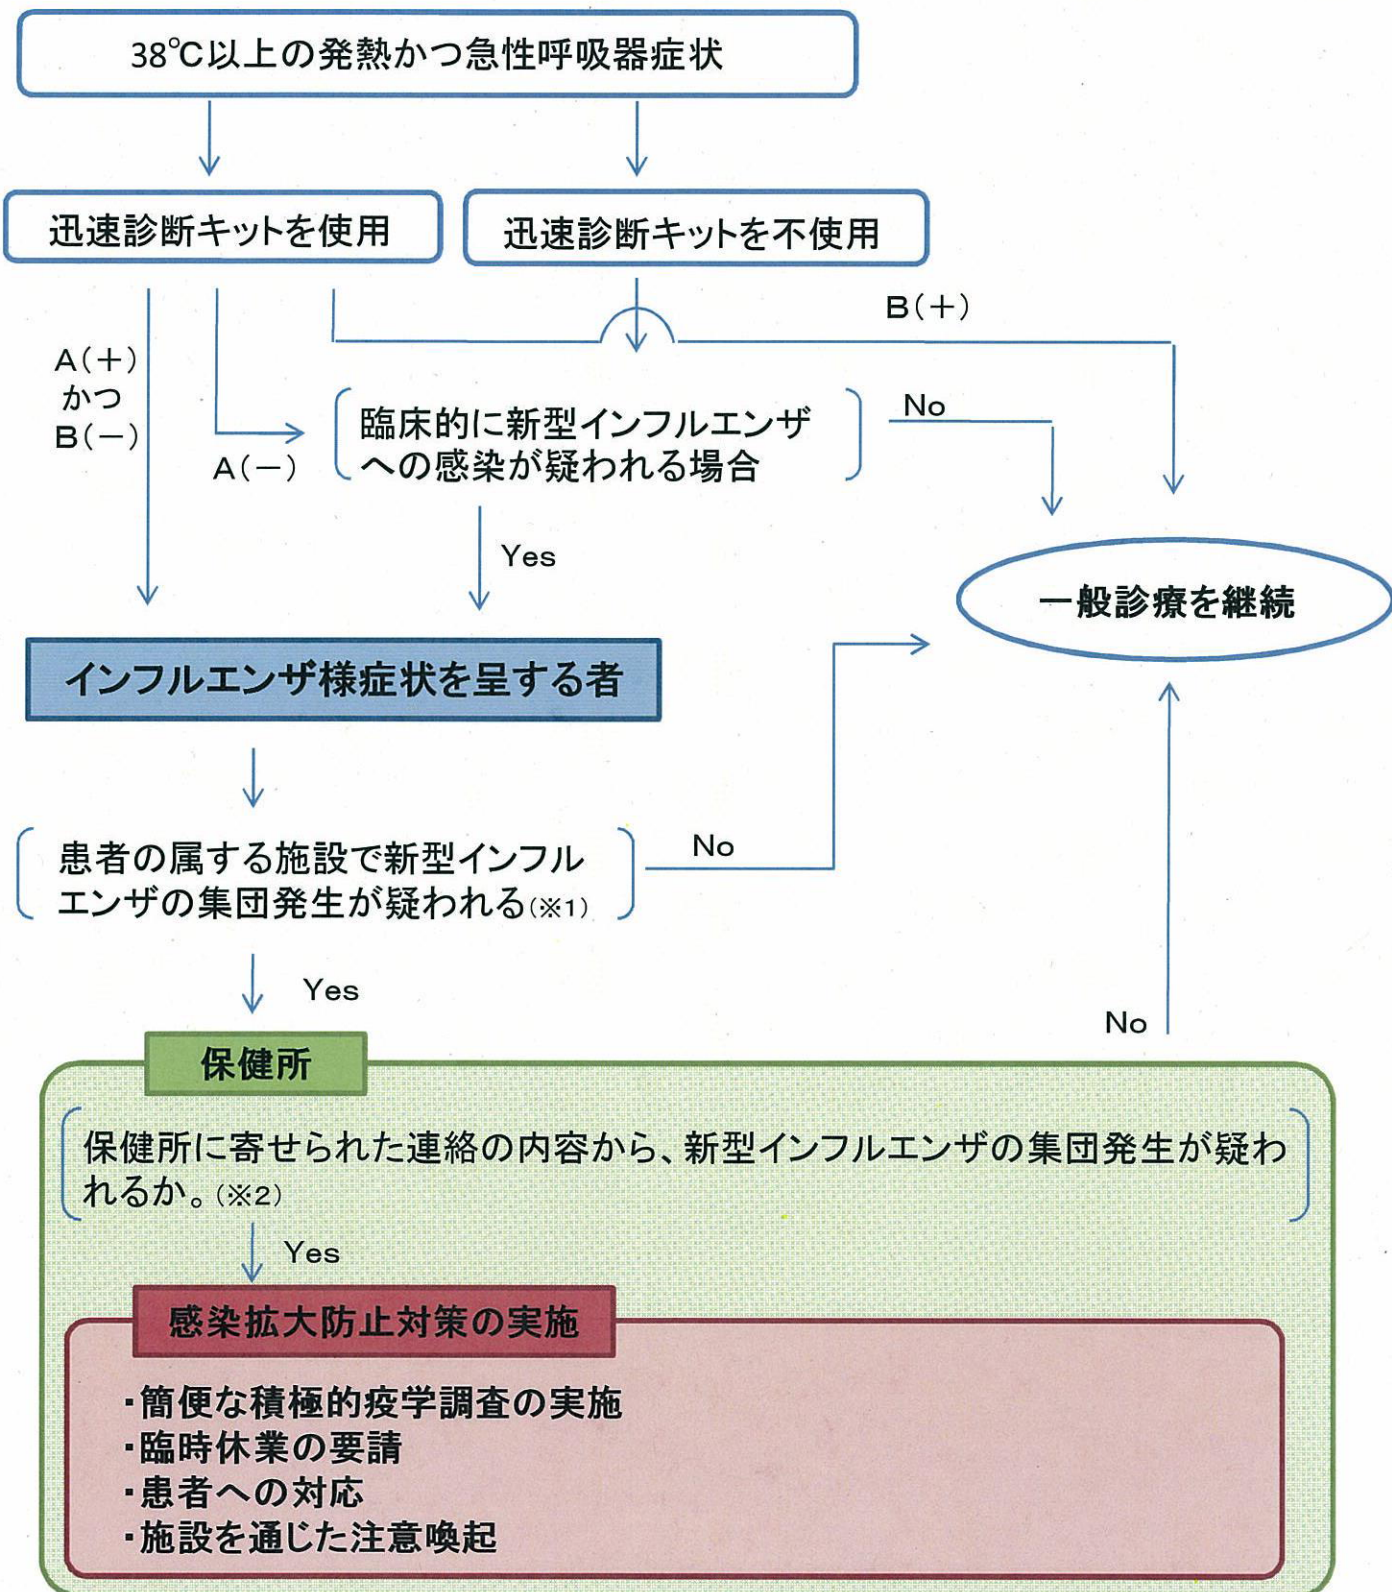 38℃以上の発熱かつ急性呼吸器症状
迅速診断キットを使用
迅速診断キットを不使用
B(+)
A(+)
かつ
B(-)
A(-)
臨床的に新型インフルエンザ
への感染が疑われる場合
No
Yes
一般診療を継続
インフルエンザ様症状を呈する者
患者の属する施設で新型インフル
エンザの集団発生が疑われる(※1)
No
Yes
No
保健所
保健所に寄せられた連絡の内容から、新型インフルエンザの集団発生が疑わ
れるか。(※2)
Yes
感染拡大防止対策の実施
・簡便な積極的疫学調査の実施
・臨時休業の要請
・患者への対応
・施設を通じた注意喚起